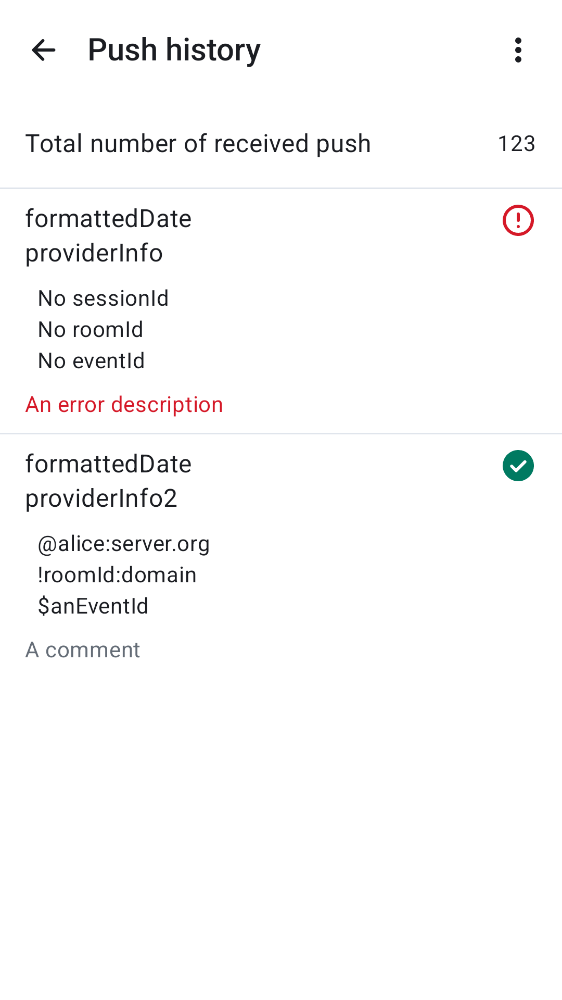 Push history
Total number of received push 123
formattedDate
providerInfo
No sessionId
No roomId
No eventId
An error description
formattedDate
providerInfo2
@alice:server.org
!roomId:domain
$anEventId
A comment